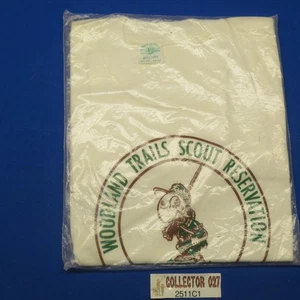 WOODLAND TRAILS SCOUT RESERVATION
COLLECTOR 027
2511C1